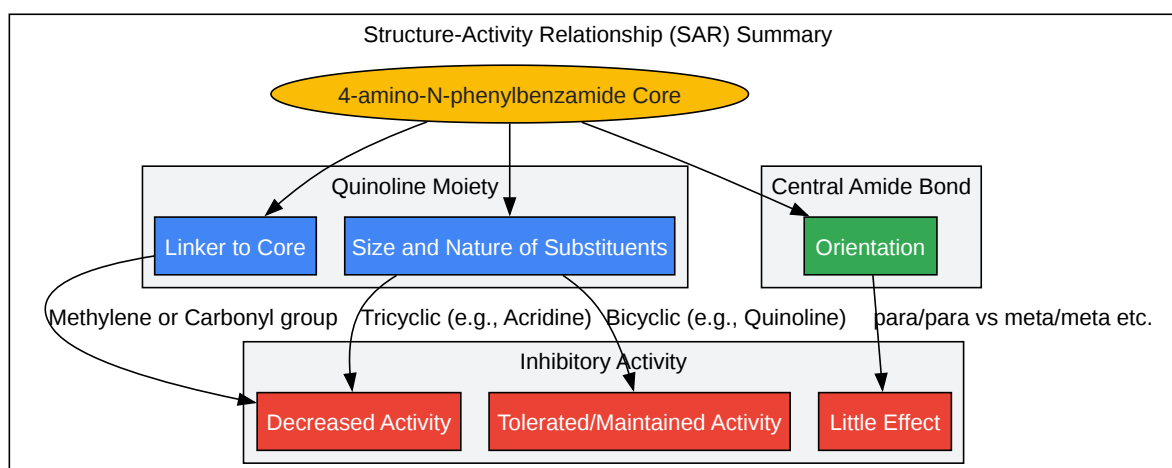 Structure-Activity Relationship (SAR) Summary
4-amino-N-phenylbenzamide Core
Quinoline Moiety
Central Amide Bond
Linker to Core
Size and Nature of Substituents
Orientation
Methylene or Carbonyl group
Tricyclic (e.g., Acridine)
Bicyclic (e.g., Quinoline)
para/para vs meta/meta etc.
Inhibitory Activity
Decreased Activity
Tolerated/Maintained Activity
Little Effect